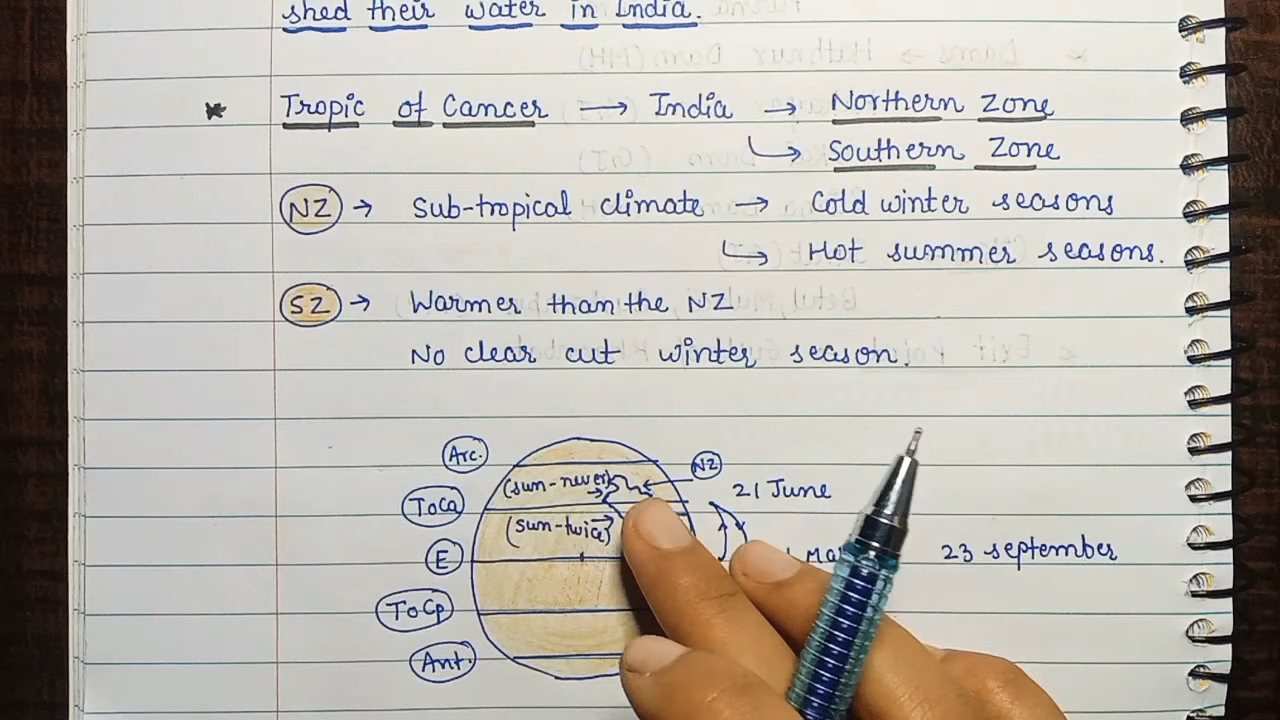 shed their water in India.
* Tropic of Cancer → India → Northern Zone
↳ Southern Zone
NZ → Sub-tropical climate → Cold winter seasons
↳ Hot summer seasons.
SZ → Warmer than the NZ
No clear cut winter season.
Arc.
(sun-never)
NZ
21 June
ToCa
(sun-twice)
E
23 september
ToCp
Ant.